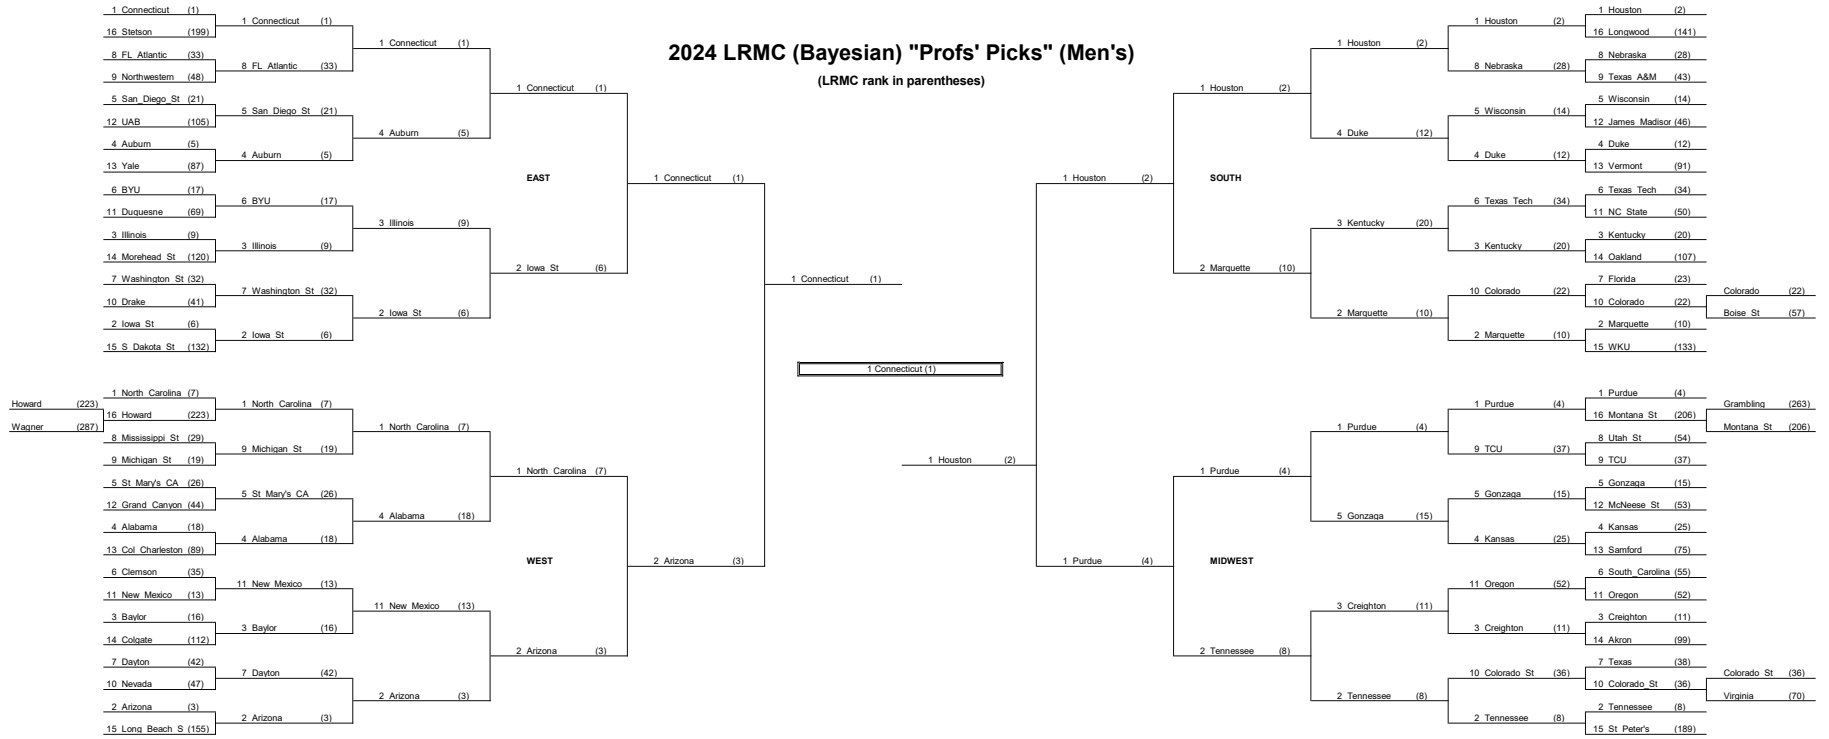 2024 LRMC (Bayesian) "Profs' Picks" (Men's)
(LRMC rank in parentheses)
1 Connecticut (1)
16 Stetson (199)
8 FL Atlantic (33)
9 Northwestern (48)
5 San_Diego_St (21)
12 UAB (105)
4 Auburn (5)
13 Yale (87)
6 BYU (17)
11 Duquesne (69)
3 Illinois (9)
14 Morehead St (120)
7 Washington St (32)
10 Drake (41)
2 Iowa St (6)
15 S Dakota St (132)
1 Connecticut (1)
8 FL Atlantic (33)
5 San Diego St (21)
4 Auburn (5)
6 BYU (17)
3 Illinois (9)
7 Washington St (32)
2 Iowa St (6)
1 Connecticut (1)
4 Auburn (5)
3 Illinois (9)
2 Iowa St (6)
1 Connecticut (1)
2 Iowa St (6)
EAST
1 Connecticut (1)
Howard (223)
Wagner (287)
1 North Carolina (7)
16 Howard (223)
8 Mississippi St (29)
9 Michigan St (19)
5 St Mary's CA (26)
12 Grand Canyon (44)
4 Alabama (18)
13 Col Charleston (89)
6 Clemson (35)
11 New Mexico (13)
3 Baylor (16)
14 Colgate (112)
7 Dayton (42)
10 Nevada (47)
2 Arizona (3)
15 Long Beach S (155)
1 North Carolina (7)
9 Michigan St (19)
5 St Mary's CA (26)
4 Alabama (18)
11 New Mexico (13)
3 Baylor (16)
7 Dayton (42)
2 Arizona (3)
1 North Carolina (7)
4 Alabama (18)
11 New Mexico (13)
2 Arizona (3)
1 North Carolina (7)
2 Arizona (3)
WEST
2 Arizona (3)
1 Connecticut (1)
1 Connecticut (1)
1 Houston (2)
1 Houston (2)
SOUTH
1 Houston (2)
2 Marquette (10)
1 Houston (2)
4 Duke (12)
3 Kentucky (20)
2 Marquette (10)
1 Houston (2)
8 Nebraska (28)
5 Wisconsin (14)
4 Duke (12)
6 Texas Tech (34)
3 Kentucky (20)
10 Colorado (22)
2 Marquette (10)
1 Houston (2)
16 Longwood (141)
8 Nebraska (28)
9 Texas A&M (43)
5 Wisconsin (14)
12 James Madisor (46)
4 Duke (12)
13 Vermont (91)
6 Texas Tech (34)
11 NC State (50)
3 Kentucky (20)
14 Oakland (107)
7 Florida (23)
10 Colorado (22)
2 Marquette (10)
15 WKU (133)
Colorado (22)
Boise St (57)
1 Purdue (4)
MIDWEST
1 Purdue (4)
2 Tennessee (8)
1 Purdue (4)
5 Gonzaga (15)
3 Creighton (11)
2 Tennessee (8)
1 Purdue (4)
9 TCU (37)
5 Gonzaga (15)
4 Kansas (25)
11 Oregon (52)
3 Creighton (11)
10 Colorado St (36)
2 Tennessee (8)
1 Purdue (4)
16 Montana St (206)
8 Utah St (54)
9 TCU (37)
5 Gonzaga (15)
12 McNeese St (53)
4 Kansas (25)
13 Samford (75)
6 South_Carolina (55)
11 Oregon (52)
3 Creighton (11)
14 Akron (99)
7 Texas (38)
10 Colorado_St (36)
2 Tennessee (8)
15 St Peter's (189)
Grambling (263)
Montana St (206)
Colorado St (36)
Virginia (70)